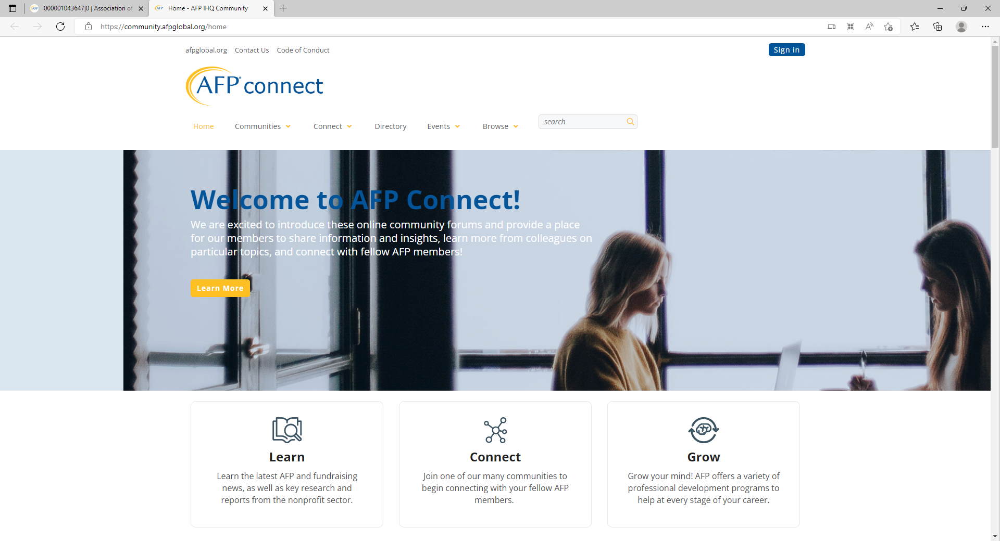 000001043647|0 | Association of
Home - AFP IHQ Community
https://community.afpglobal.org/home
afpglobal.org Contact Us Code of Conduct
Sign in
AFP® connect
Home Communities Connect Directory Events Browse
search
Welcome to AFP Connect!
We are excited to introduce these online community forums and provide a place
for our members to share information and insights, learn more from colleagues on
particular topics, and connect with fellow AFP members!
Learn More
Learn
Learn the latest AFP and fundraising
news, as well as key research and
reports from the nonprofit sector.
Connect
Join one of our many communities to
begin connecting with your fellow AFP
members.
Grow
Grow your mind! AFP offers a variety of
professional development programs to
help at every stage of your career.